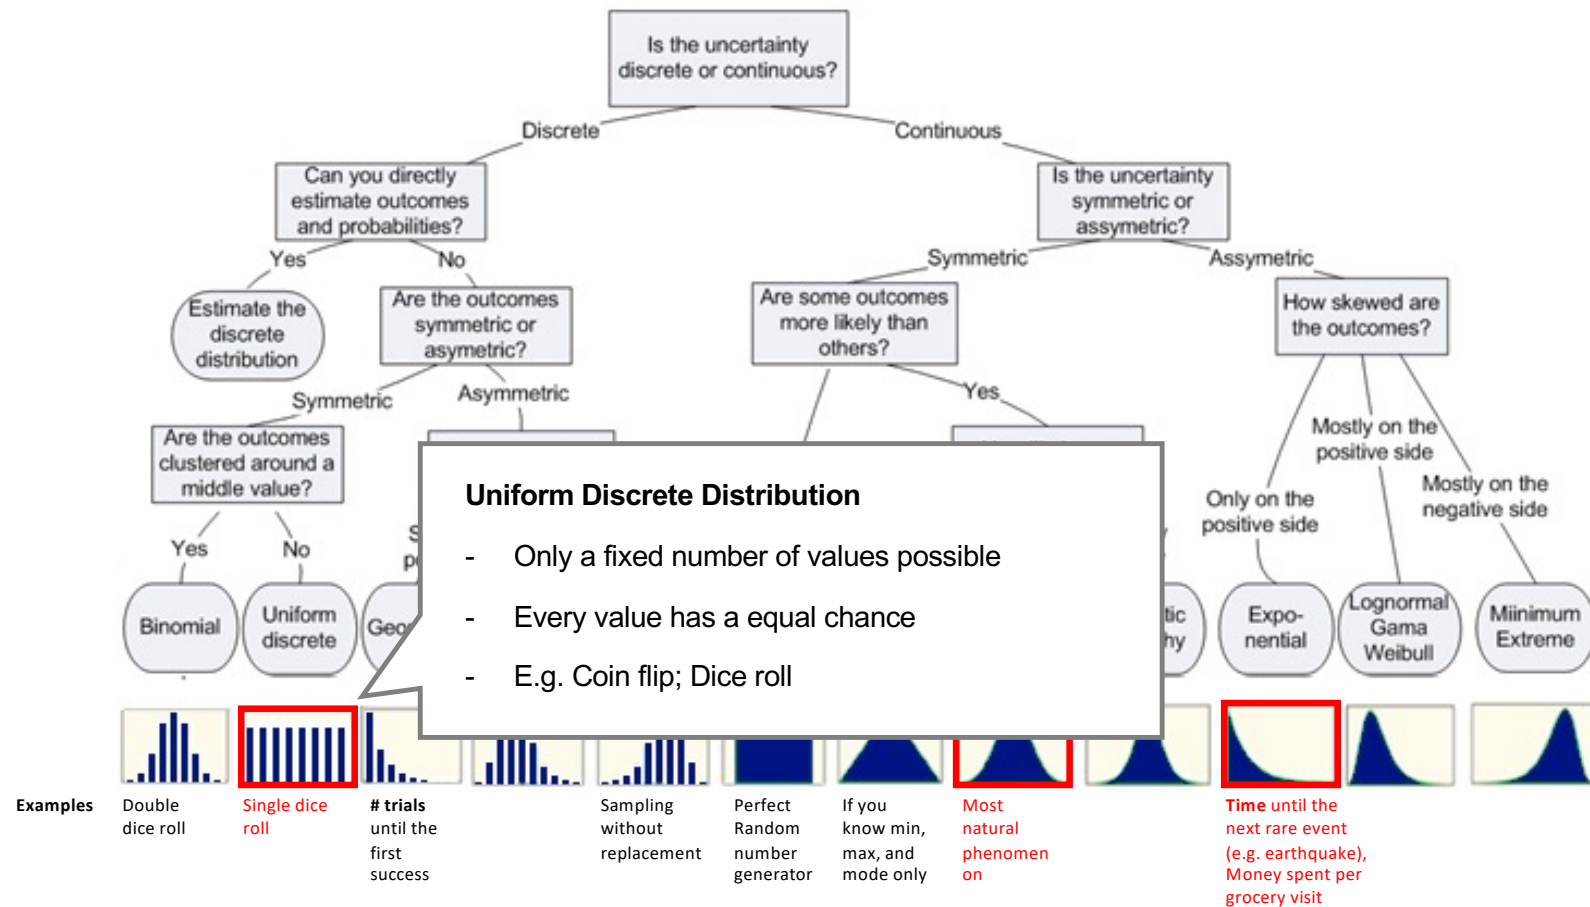 Is the uncertainty
discrete or continuous?
Discrete
Continuous
Can you directly
estimate outcomes
and probabilities?
Is the uncertainty
symmetric or
assymetric?
Yes
No
Symmetric
Assymetric
Estimate the
discrete
distribution
Are the outcomes
symmetric or
asymetric?
Are some outcomes
more likely than
others?
How skewed are
the outcomes?
Symmetric
Asymmetric
Yes
Are the outcomes
clustered around a
middle value?
Mostly on the
positive side
Only on the
positive side
Mostly on the
negative side
Yes
No
Uniform Discrete Distribution
- Only a fixed number of values possible
- Every value has a equal chance
- E.g. Coin flip; Dice roll
Binomial
Uniform
discrete
Expo-
nential
Lognormal
Gama
Weibull
Miinimum
Extreme
Examples
Double
dice roll
Single dice
roll
# trials
until the
first
success
Sampling
without
replacement
Perfect
Random
number
generator
If you
know min,
max, and
mode only
Most
natural
phenomen
on
Time until the
next rare event
(e.g. earthquake),
Money spent per
grocery visit